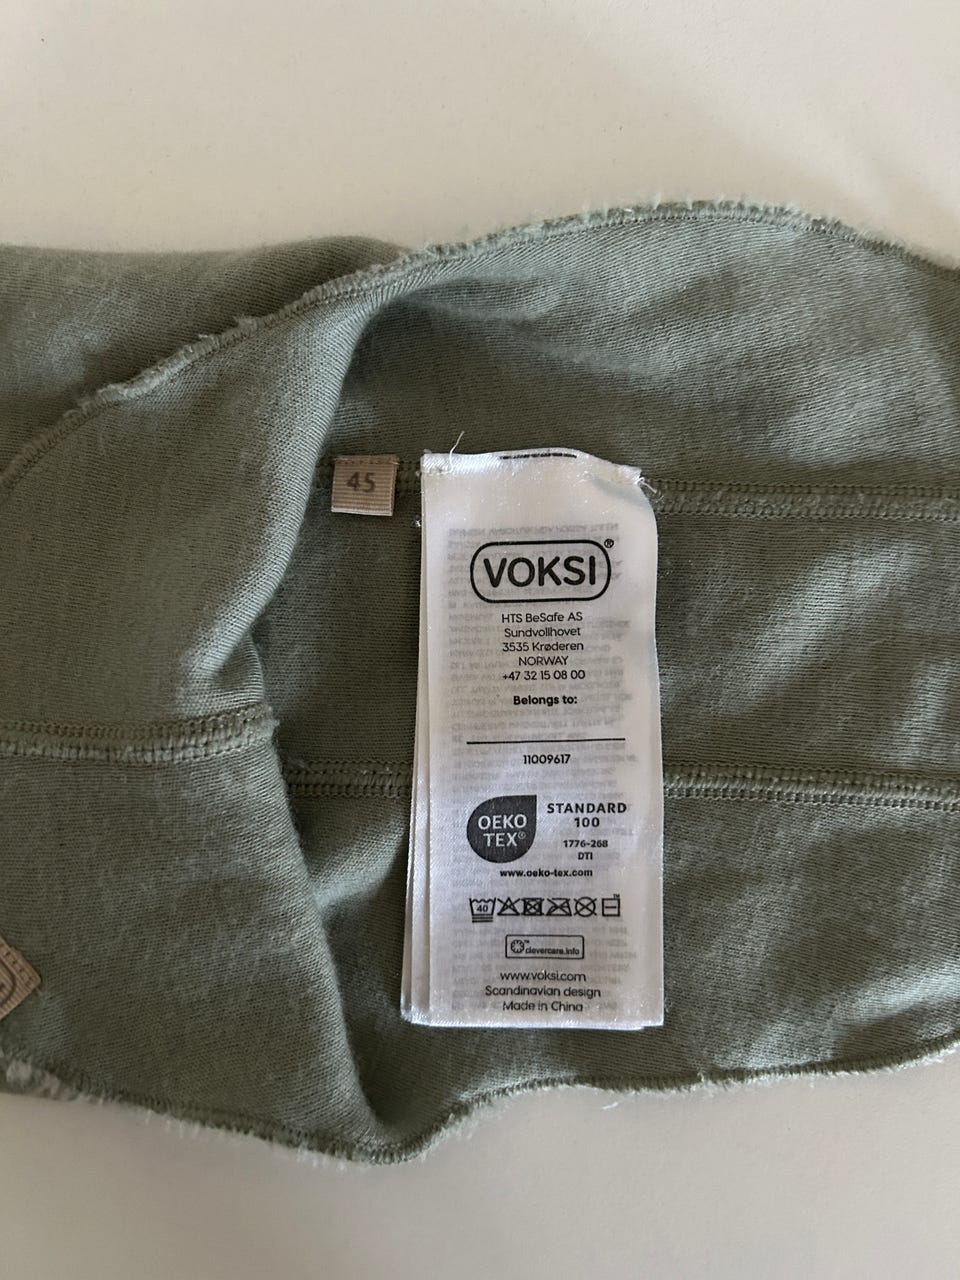 45
VOKSI®
HTS BeSafe AS
Sundvollhovet
3535 Krøderen
NORWAY
+47 32 15 08 00
Belongs to:
11009617
OEKO
TEX®
STANDARD
100
1776-268
DTI
www.oeko-tex.com
40
™
clevercare.info
www.voksi.com
Scandinavian design
Made in China